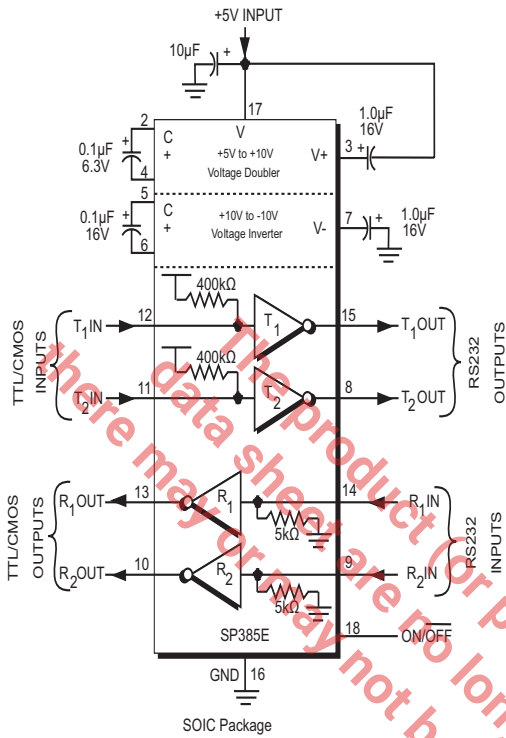 +5V INPUT
10µF
+
17
V
2
C
+
0.1µF
6.3V
+
4
+5V to +10V
Voltage Doubler
V+
3
+
1.0µF
16V
5
C
+
0.1µF
16V
+
6
+10V to -10V
Voltage Inverter
V-
7
+
1.0µF
16V
TTL/CMOS
INPUTS
T1IN
12
400kΩ
T1
15
T1OUT
T2IN
11
400kΩ
T2
8
T2OUT
RS232
OUTPUTS
TTL/CMOS
OUTPUTS
R1OUT
13
R1
5kΩ
14
R1IN
R2OUT
10
R2
5kΩ
9
R2IN
RS232
INPUTS
SP385E
18
ON/OFF
GND
16
SOIC Package
The product (or p
data sheet are no lon
there may or may not b